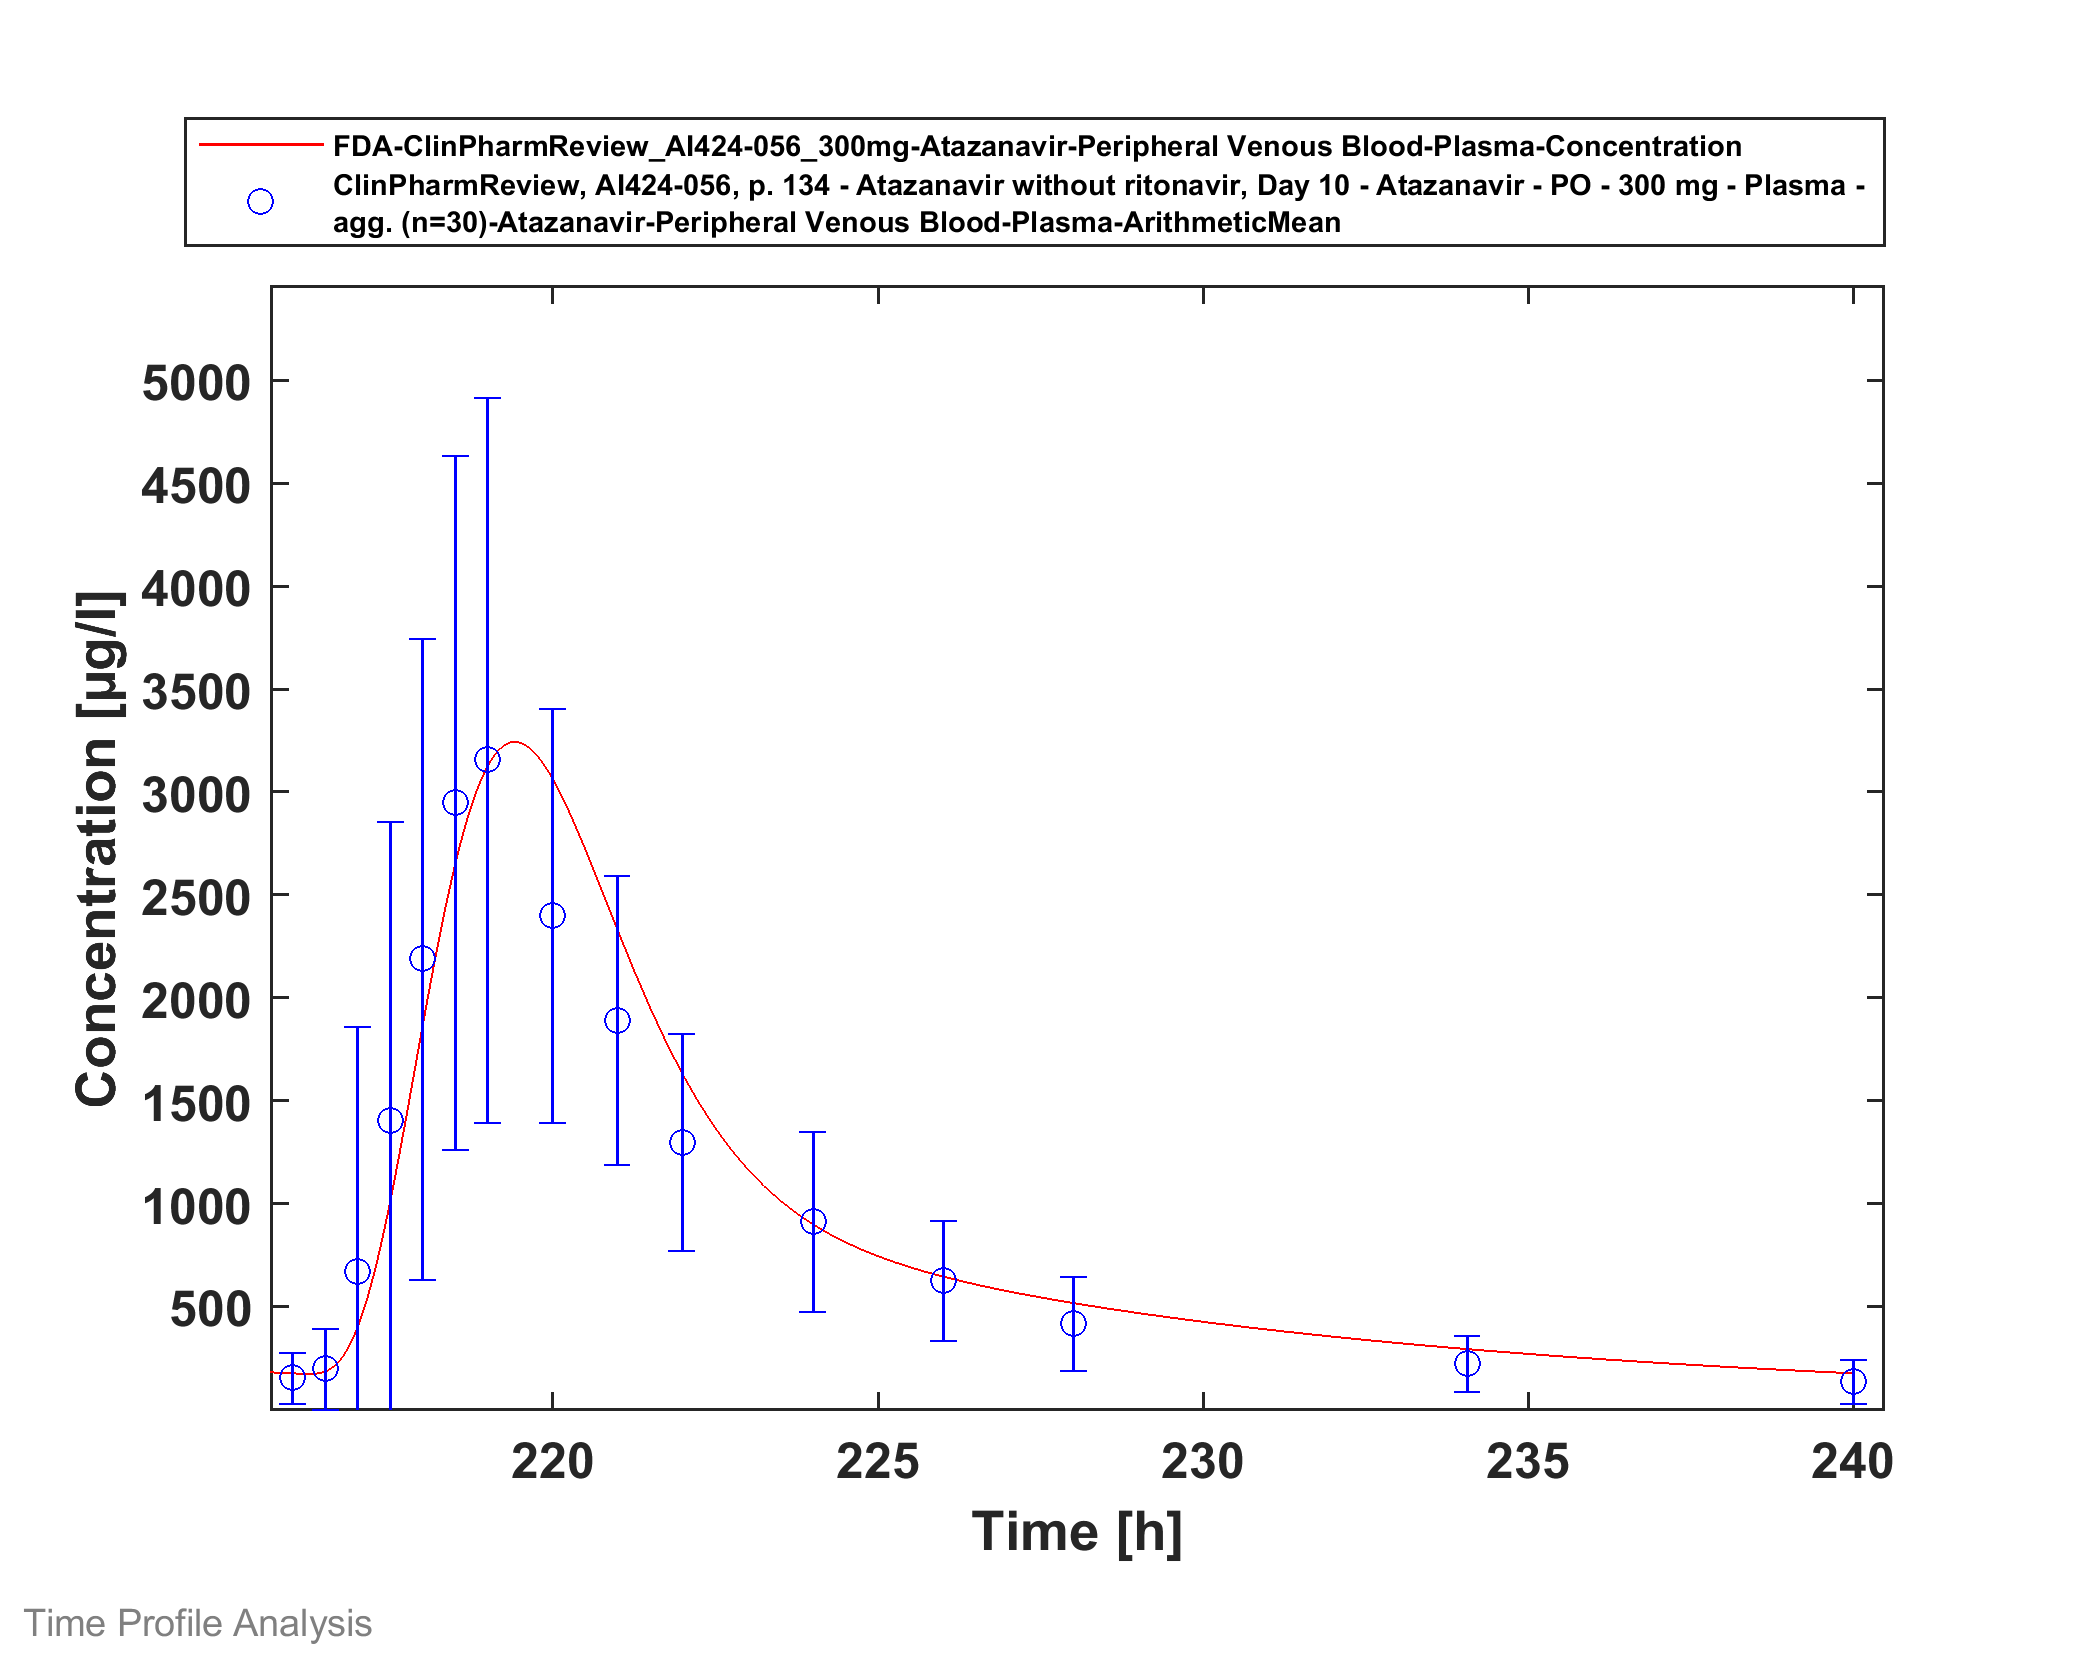 FDA-ClinPharmReview_AI424-056_300mg-Atazanavir-Peripheral Venous Blood-Plasma-Concentration
ClinPharmReview, AI424-056, p. 134 - Atazanavir without ritonavir, Day 10 - Atazanavir - PO - 300 mg - Plasma -
agg. (n=30)-Atazanavir-Peripheral Venous Blood-Plasma-ArithmeticMean
5000
4500
4000
3500
3000
2500
2000
1500
1000
500
Concentration [µg/l]
220 225 230 235 240
Time [h]
Time Profile Analysis